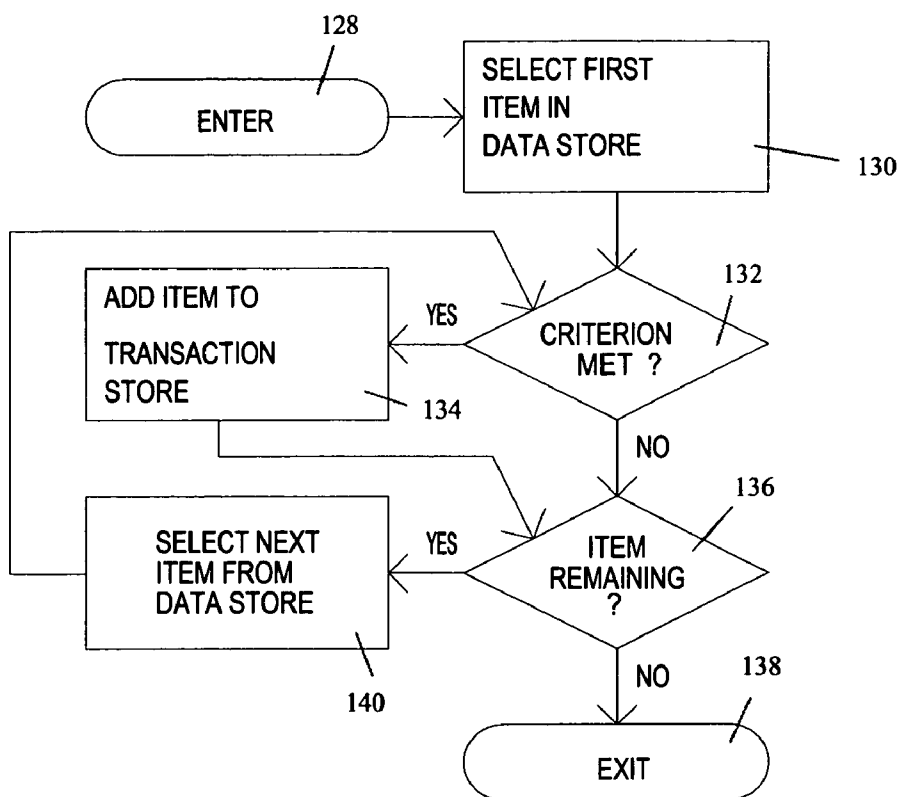 128
ENTER
SELECT FIRST
ITEM IN
DATA STORE
130
132
CRITERION
MET ?
YES
ADD ITEM TO
TRANSACTION
STORE
134
NO
136
ITEM
REMAINING
?
YES
SELECT NEXT
ITEM FROM
DATA STORE
140
NO
138
EXIT